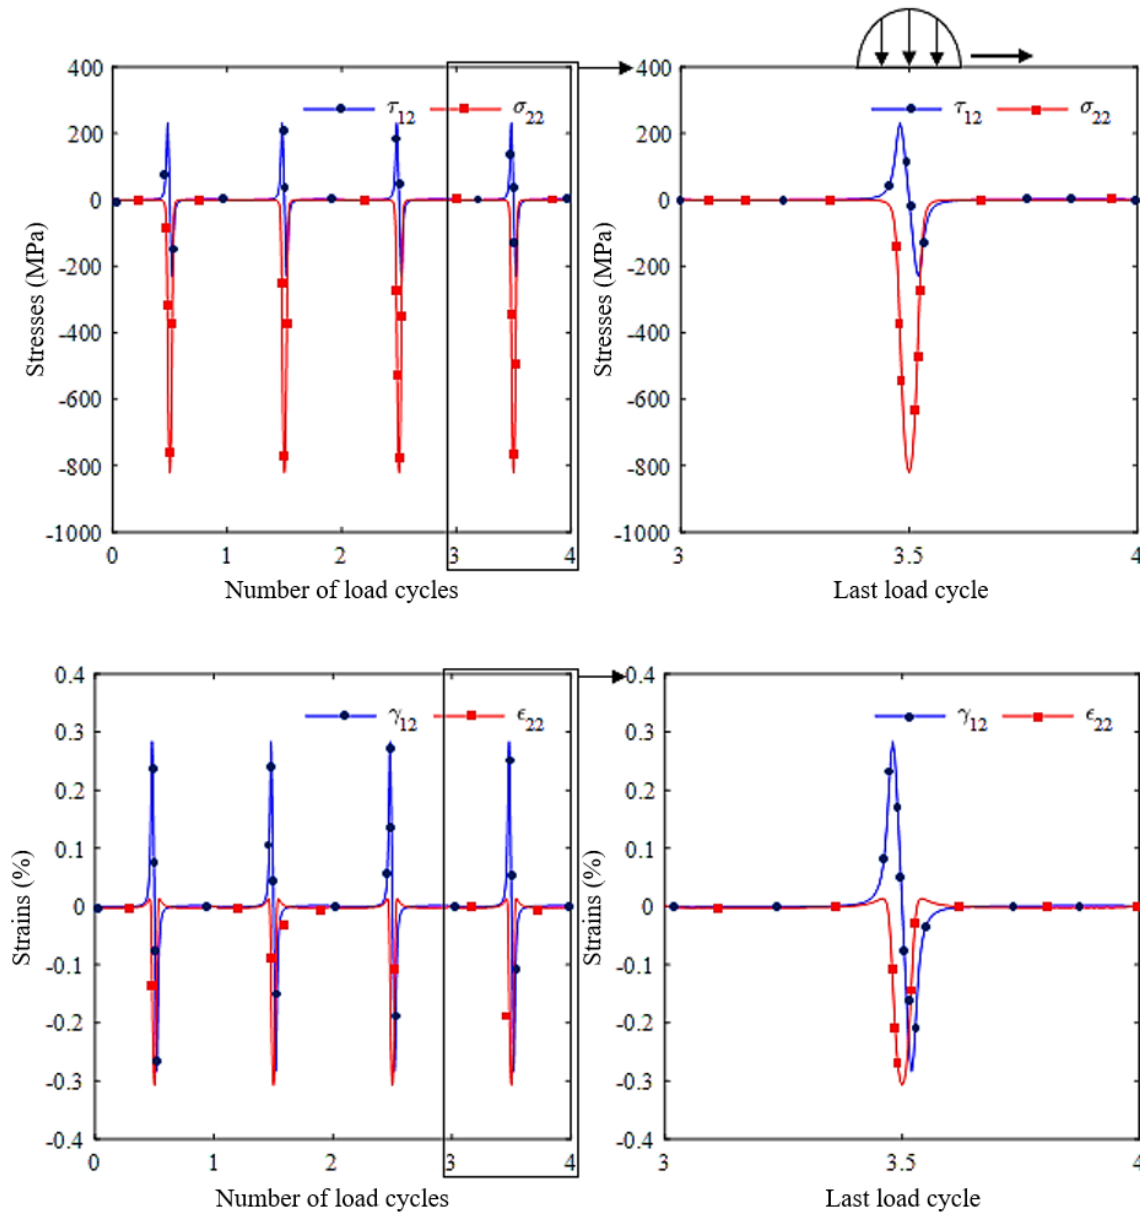 400
200
0
-200
-400
-600
-800
-1000
Stresses (MPa)
τ12 σ22
0 1 2 3 4
Number of load cycles
400
200
0
-200
-400
-600
-800
-1000
Stresses (MPa)
τ12 σ22
3 3.5 4
Last load cycle
0.4
0.3
0.2
0.1
0
-0.1
-0.2
-0.3
-0.4
Strains (%)
γ12 ϵ22
0 1 2 3 4
Number of load cycles
0.4
0.3
0.2
0.1
0
-0.1
-0.2
-0.3
-0.4
Strains (%)
γ12 ϵ22
3 3.5 4
Last load cycle